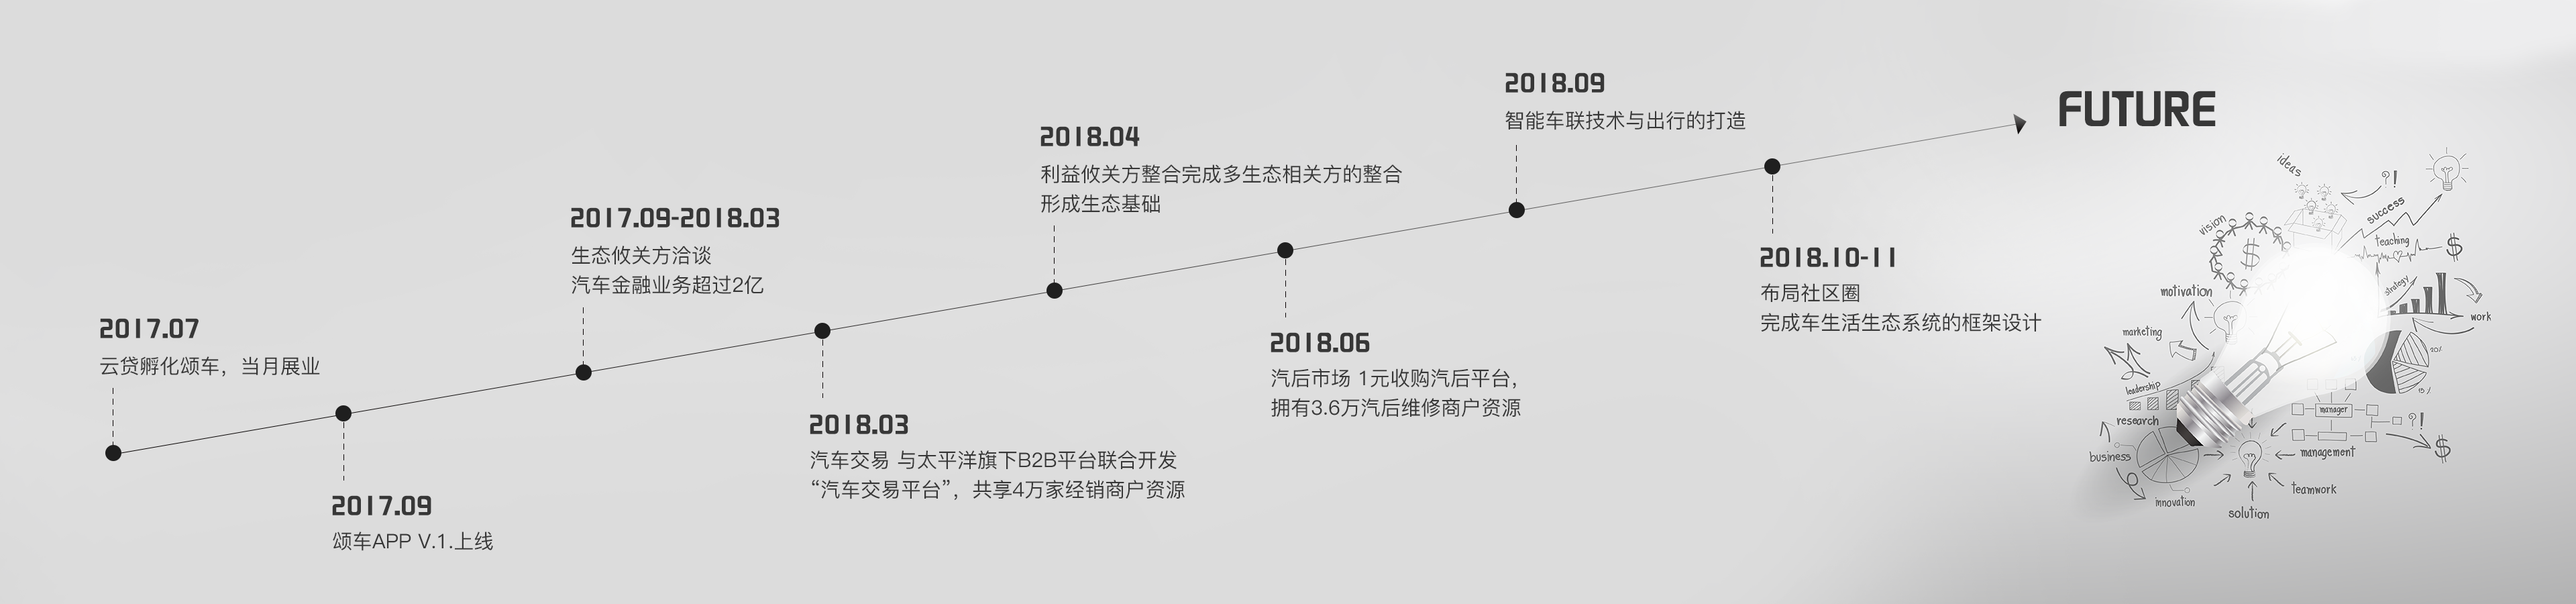 2017.07
云贷孵化颂车，当月展业
2017.09
颂车APP V.1.上线
2017.09-2018.03
生态攸关方洽谈
汽车金融业务超过2亿
2018.03
汽车交易 与太平洋旗下B2B平台联合开发
“汽车交易平台”，共享4万家经销商户资源
2018.04
利益攸关方整合完成多生态相关方的整合
形成生态基础
2018.06
汽后市场 1元收购汽后平台，
拥有3.6万汽后维修商户资源
2018.09
智能车联技术与出行的打造
2018.10-11
布局社区圈
完成车生活生态系统的框架设计
FUTURE
ideas
?!
success
vision
$
teaching
$
motivation
strategy
work
marketing
leadership
15%
manager
?!
research
$
business
management
innovation
teamwork
solution